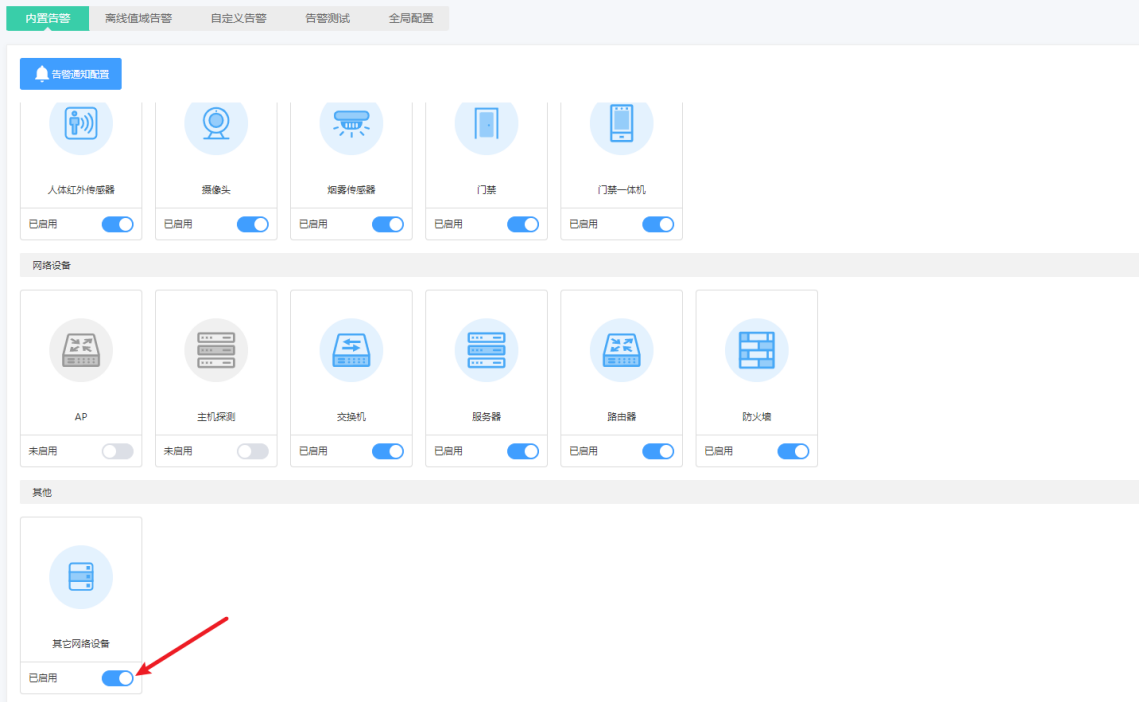 内置告警 离线值域告警 自定义告警 告警测试 全局配置
告警通知配置
人体红外传感器 摄像头 烟雾传感器 门禁 门禁一体机
已启用 已启用 已启用 已启用 已启用
网络设备
AP 主机探测 交换机 服务器 路由器 防火墙
未启用 未启用 已启用 已启用 已启用 已启用
其他
其它网络设备
已启用